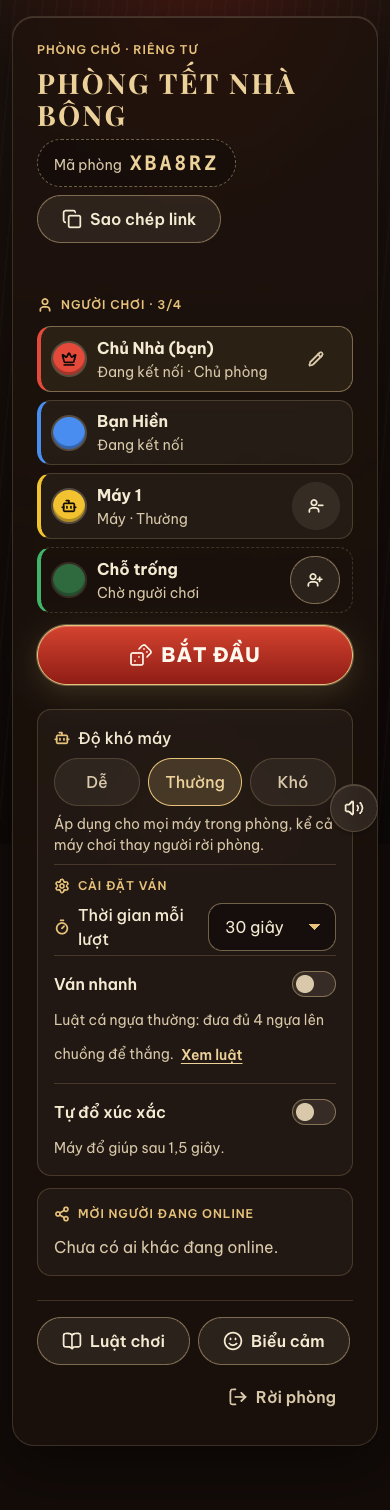 PHÒNG CHỜ · RIÊNG TƯ
PHÒNG TẾT NHÀ
BÔNG
Mã phòng XBA8RZ
Sao chép link
NGƯỜI CHƠI · 3/4
Chủ Nhà (bạn)
Đang kết nối · Chủ phòng
Bạn Hiền
Đang kết nối
Máy 1
Máy · Thường
Chỗ trống
Chờ người chơi
BẮT ĐẦU
Độ khó máy
Dễ
Thường
Khó
Áp dụng cho mọi máy trong phòng, kể cả
máy chơi thay người rời phòng.
CÀI ĐẶT VÁN
Thời gian mỗi
lượt
30 giây
Ván nhanh
Luật cá ngựa thường: đưa đủ 4 ngựa lên
chuồng để thắng. Xem luật
Tự đổ xúc xắc
Máy đổ giúp sau 1,5 giây.
MỜI NGƯỜI ĐANG ONLINE
Chưa có ai khác đang online.
Luật chơi
Biểu cảm
Rời phòng